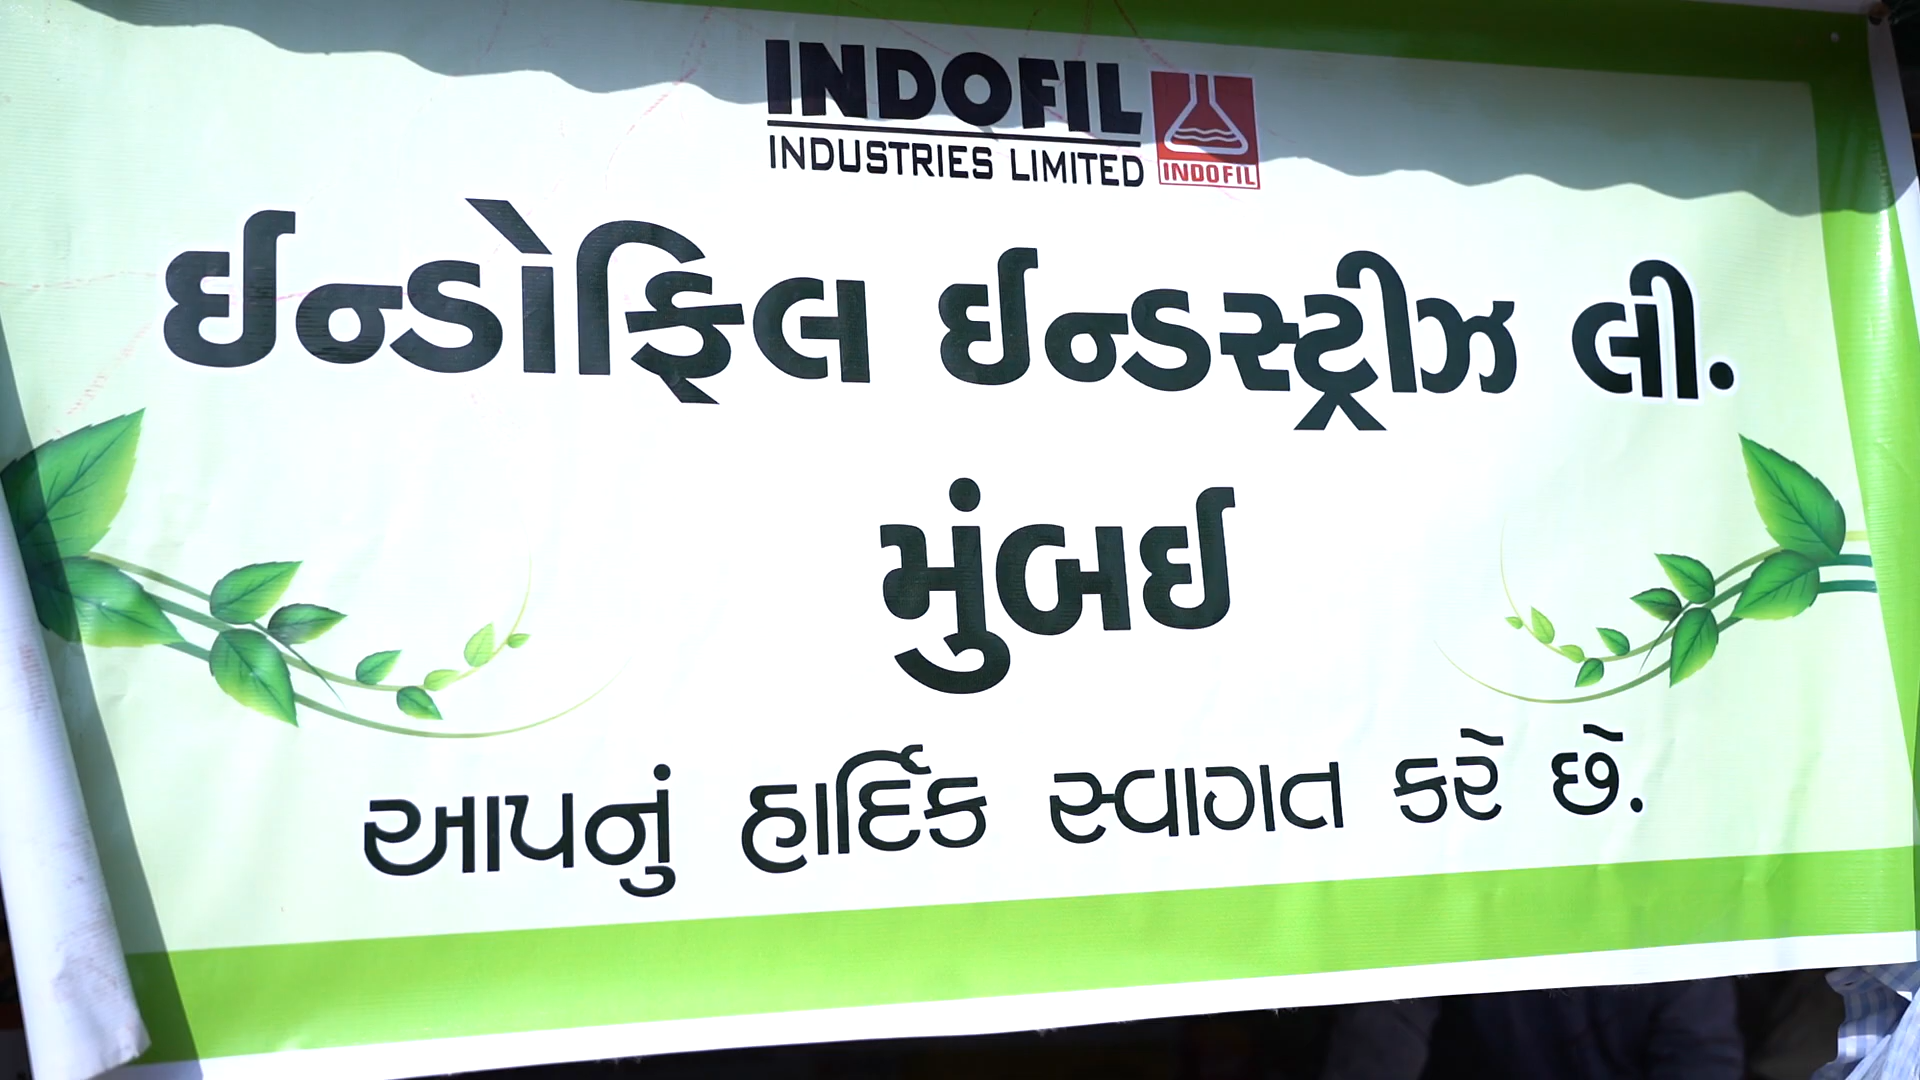 INDOFIL
INDUSTRIES LIMITED
INDOFIL
ઈન્ડોફિલ ઈન્ડસ્ટ્રીઝ લી.
મુંબઈ
આપનું હાર્દિક સ્વાગત કરે છે.